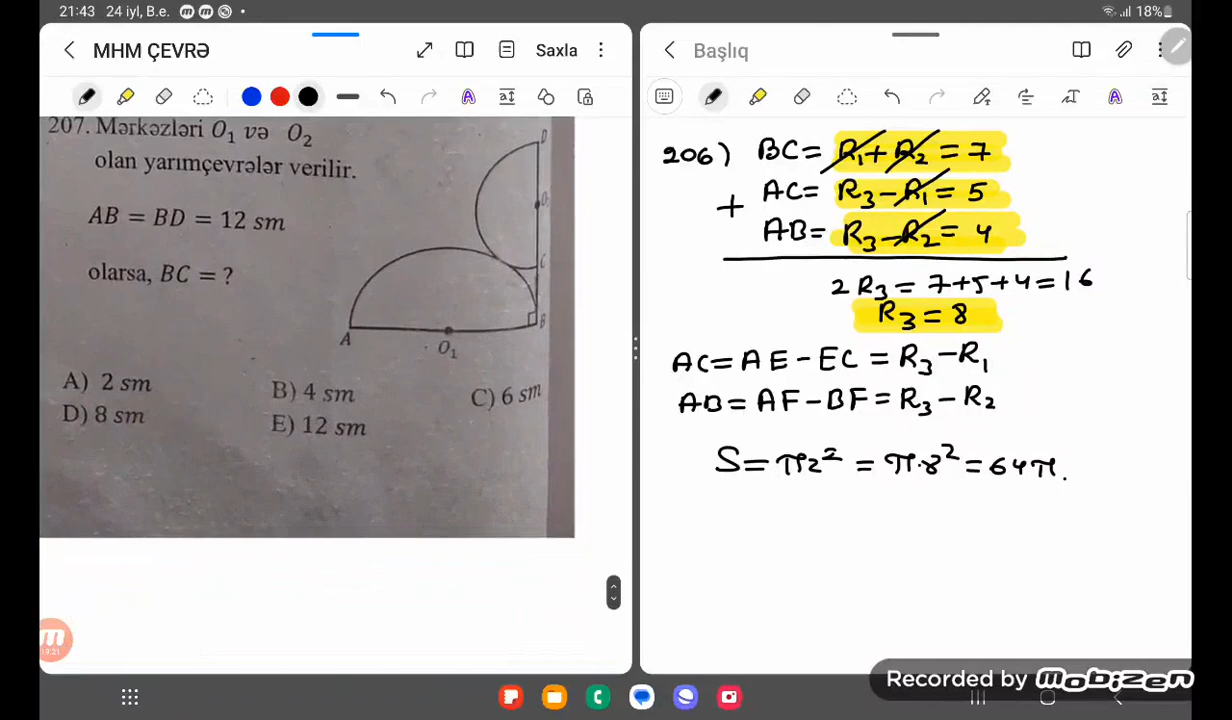 21:43 24 iyl, B.e. 18%
MHM ÇEVRƏ Saxla
Başlıq
207. Mərkəzləri O₁ və O₂
olan yarımçevrələr verilir.
AB = BD = 12 sm
olarsa, BC = ?
D
O
C
B
A
O₁
A) 2 sm B) 4 sm C) 6 sm
D) 8 sm E) 12 sm
206) BC = R₁ + R₂ = 7
+ AC = R₃ - R₁ = 5
AB = R₃ - R₂ = 4
2R₃ = 7+5+4 = 16
R₃ = 8
AC = AE - EC = R₃ - R₁
AB = AF - BF = R₃ - R₂
S = πr² = π·8² = 64π.
19:21
Recorded by mobizen